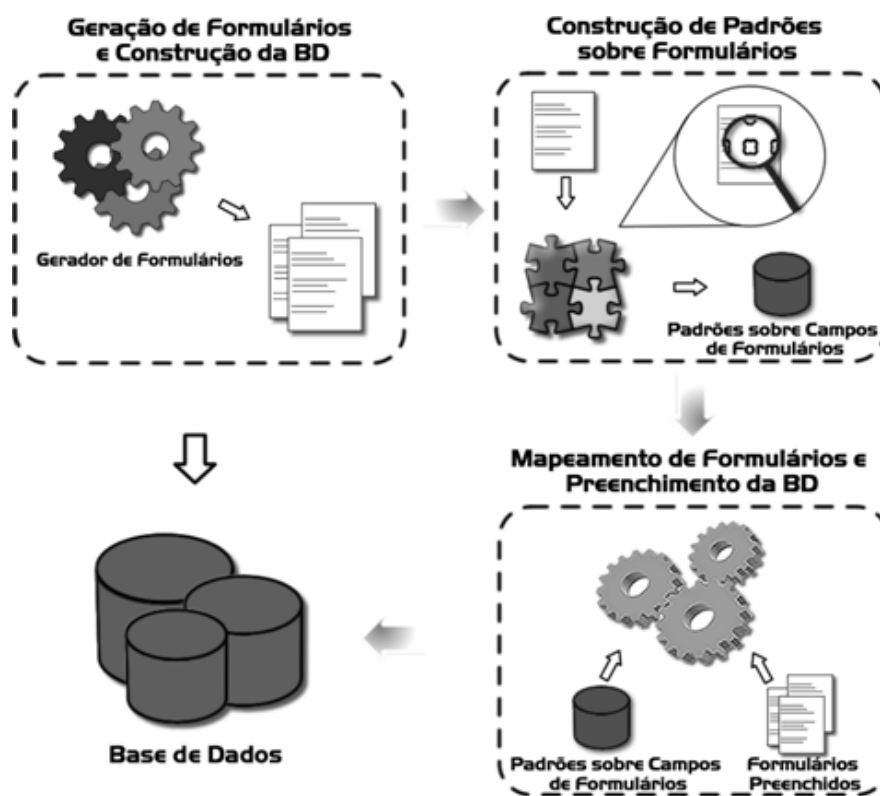 Geração de Formulários
e Construção da BD
Gerador de Formulários
Construção de Padrões
sobre Formulários
Padrões sobre Campos
de Formulários
Mapeamento de Formulários e
Preenchimento da BD
Padrões sobre Campos
de Formulários
Formulários
Preenchidos
Base de Dados